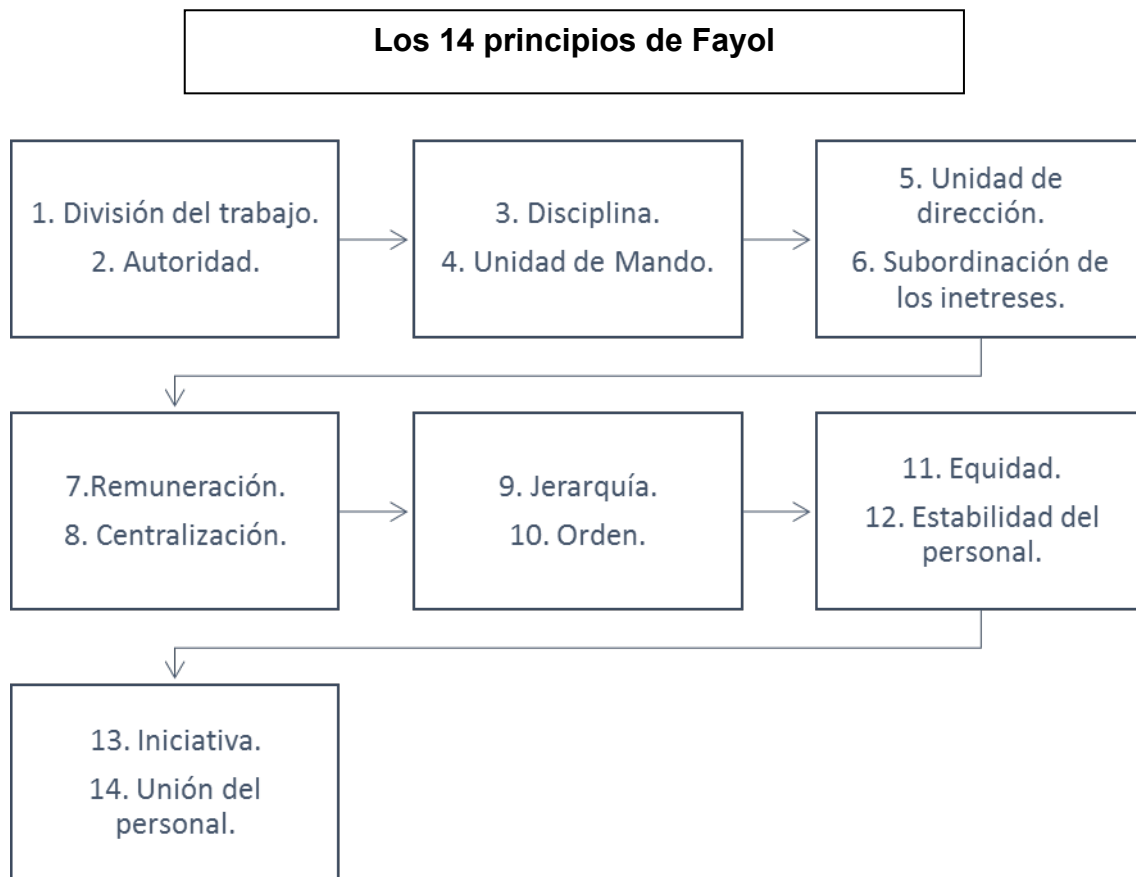 Los 14 principios de Fayol
1. División del trabajo.
2. Autoridad.
3. Disciplina.
4. Unidad de Mando.
5. Unidad de
dirección.
6. Subordinación de
los inetreses.
7.Remuneración.
8. Centralización.
9. Jerarquía.
10. Orden.
11. Equidad.
12. Estabilidad del
personal.
13. Iniciativa.
14. Unión del
personal.